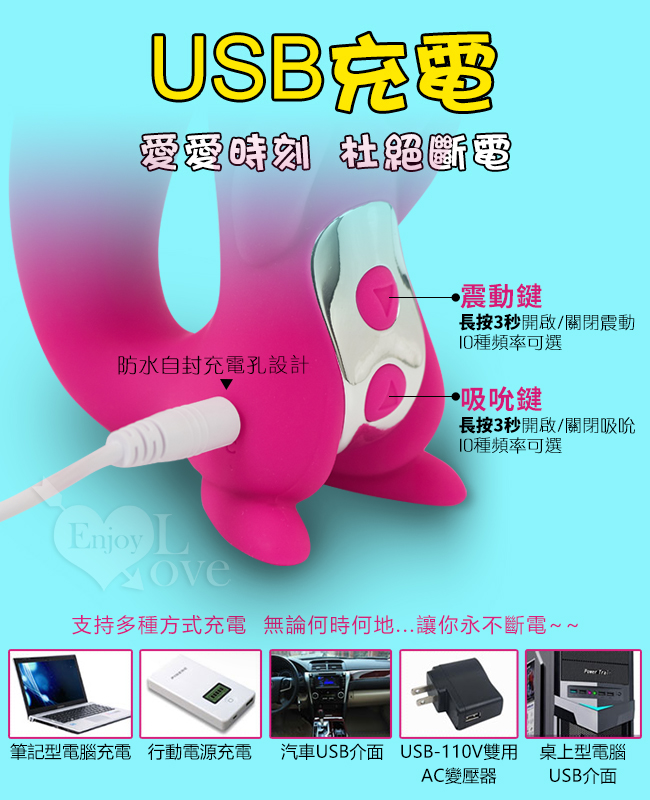 USB充電
愛愛時刻 杜絕斷電
震動鍵
長按3秒開啟/關閉震動
10種頻率可選
防水自封充電孔設計
吸吮鍵
長按3秒開啟/關閉吸吮
10種頻率可選
Enjoy Love
支持多種方式充電 無論何時何地...讓你永不斷電~~
Power Train
筆記型電腦充電 行動電源充電 汽車USB介面 USB-110V雙用 桌上型電腦
AC變壓器 USB介面